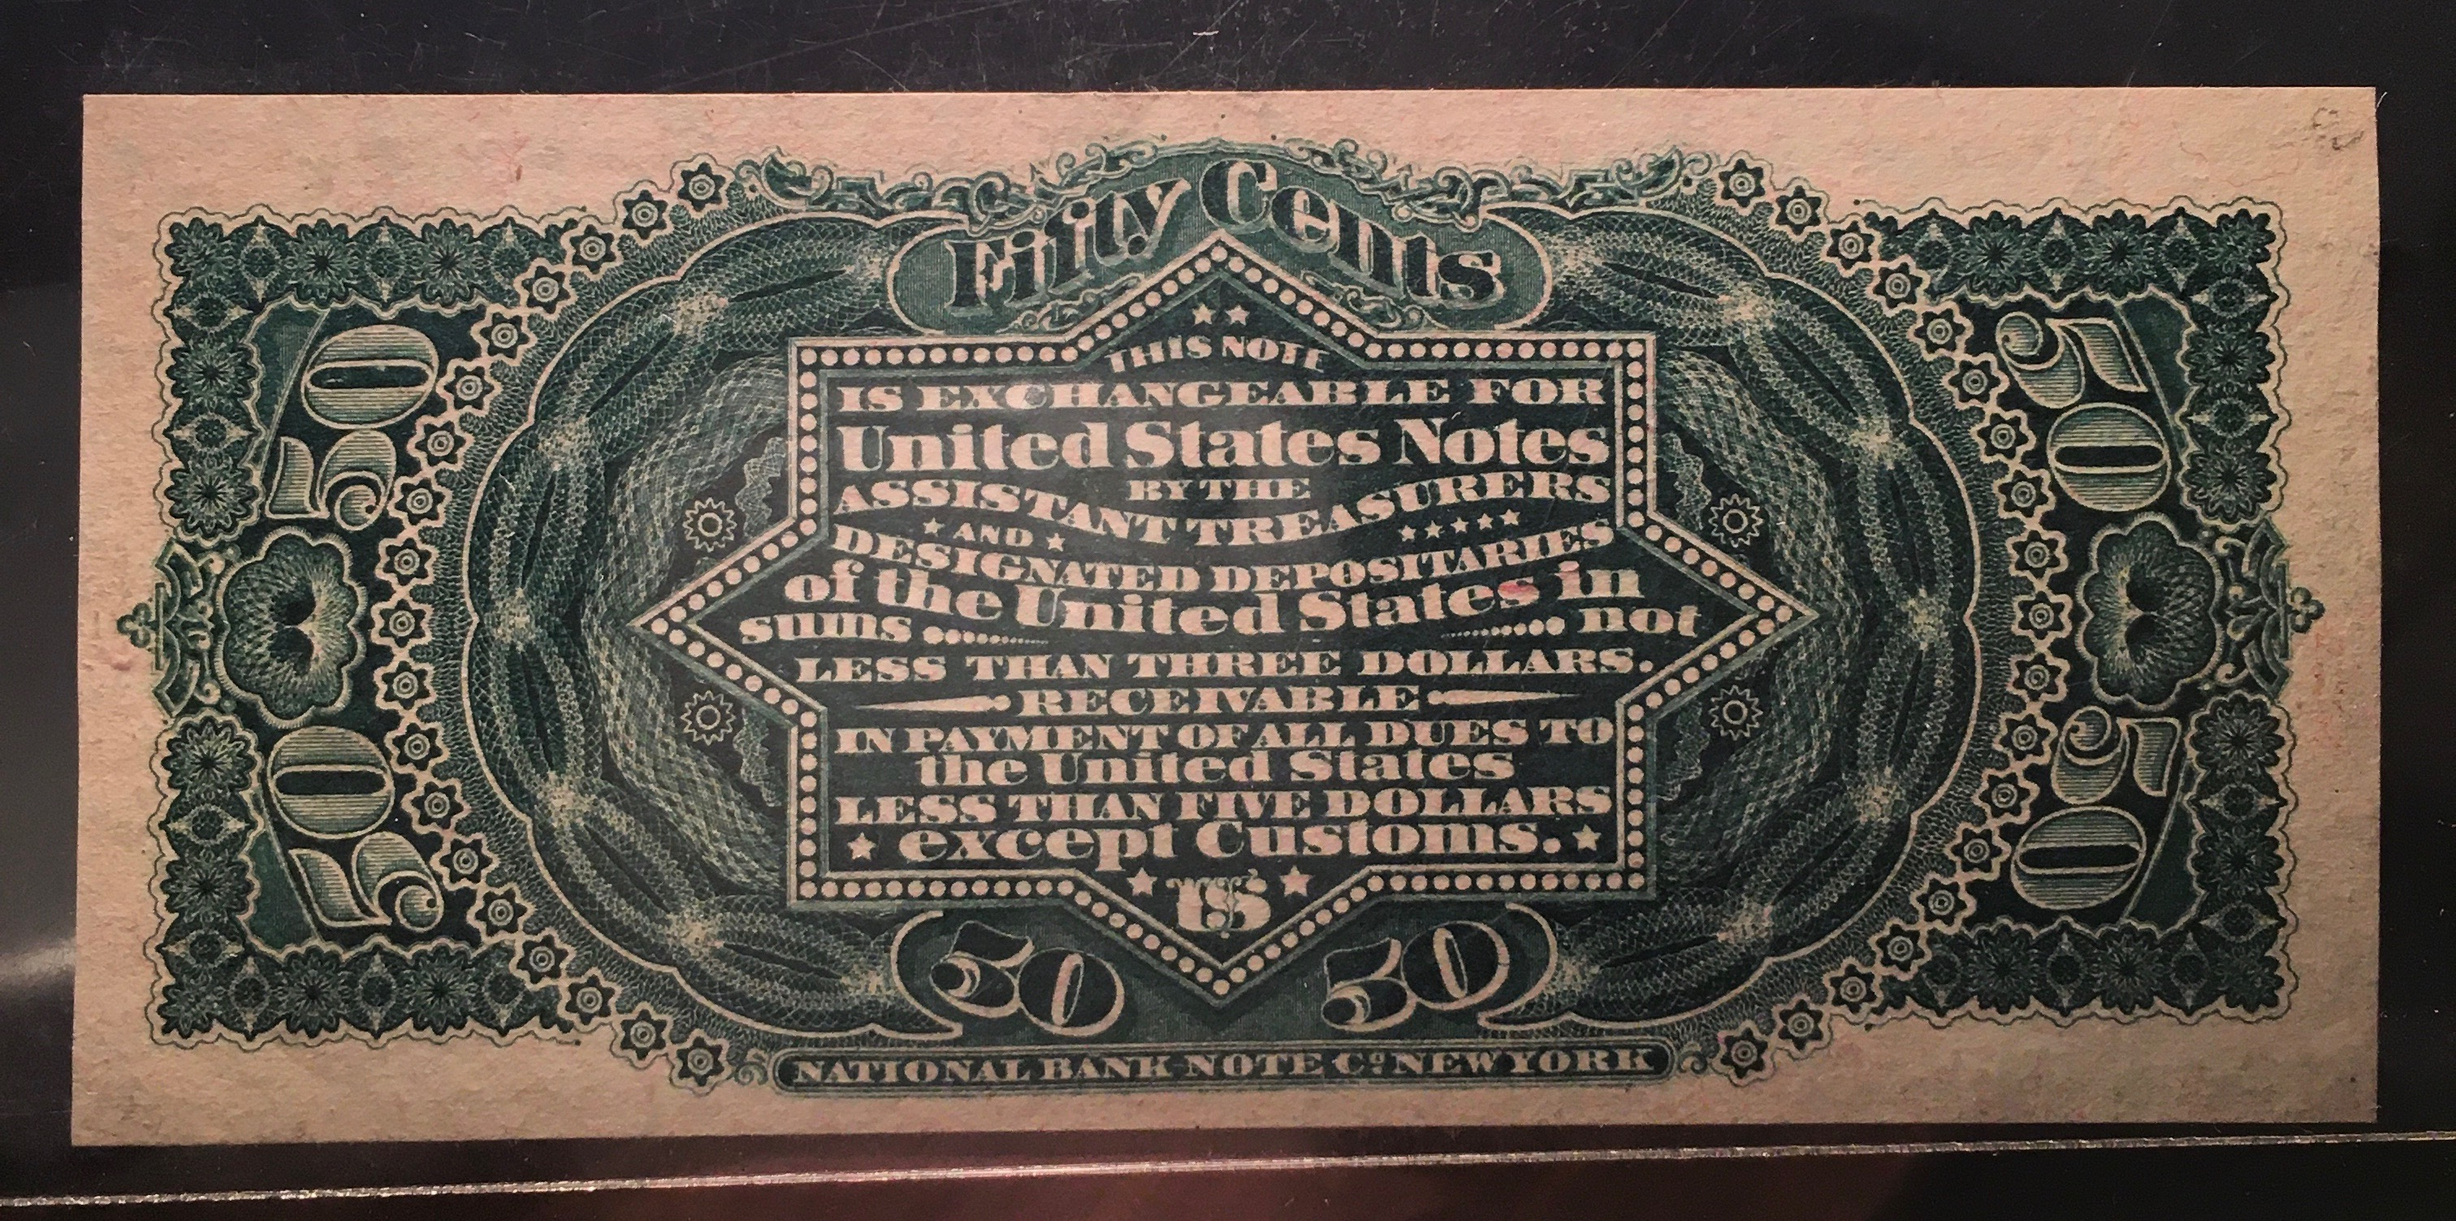 Fifty Cents
THIS NOTE
IS EXCHANGEABLE FOR
United States Notes
BY THE
ASSISTANT TREASURERS
AND
DESIGNATED DEPOSITARIES
of the United States in
sums not
LESS THAN THREE DOLLARS.
RECEIVABLE
IN PAYMENT OF ALL DUES TO
the United States
LESS THAN FIVE DOLLARS
except Customs.
US
50 50
50 50
50 50
NATIONAL BANK NOTE Co. NEW YORK